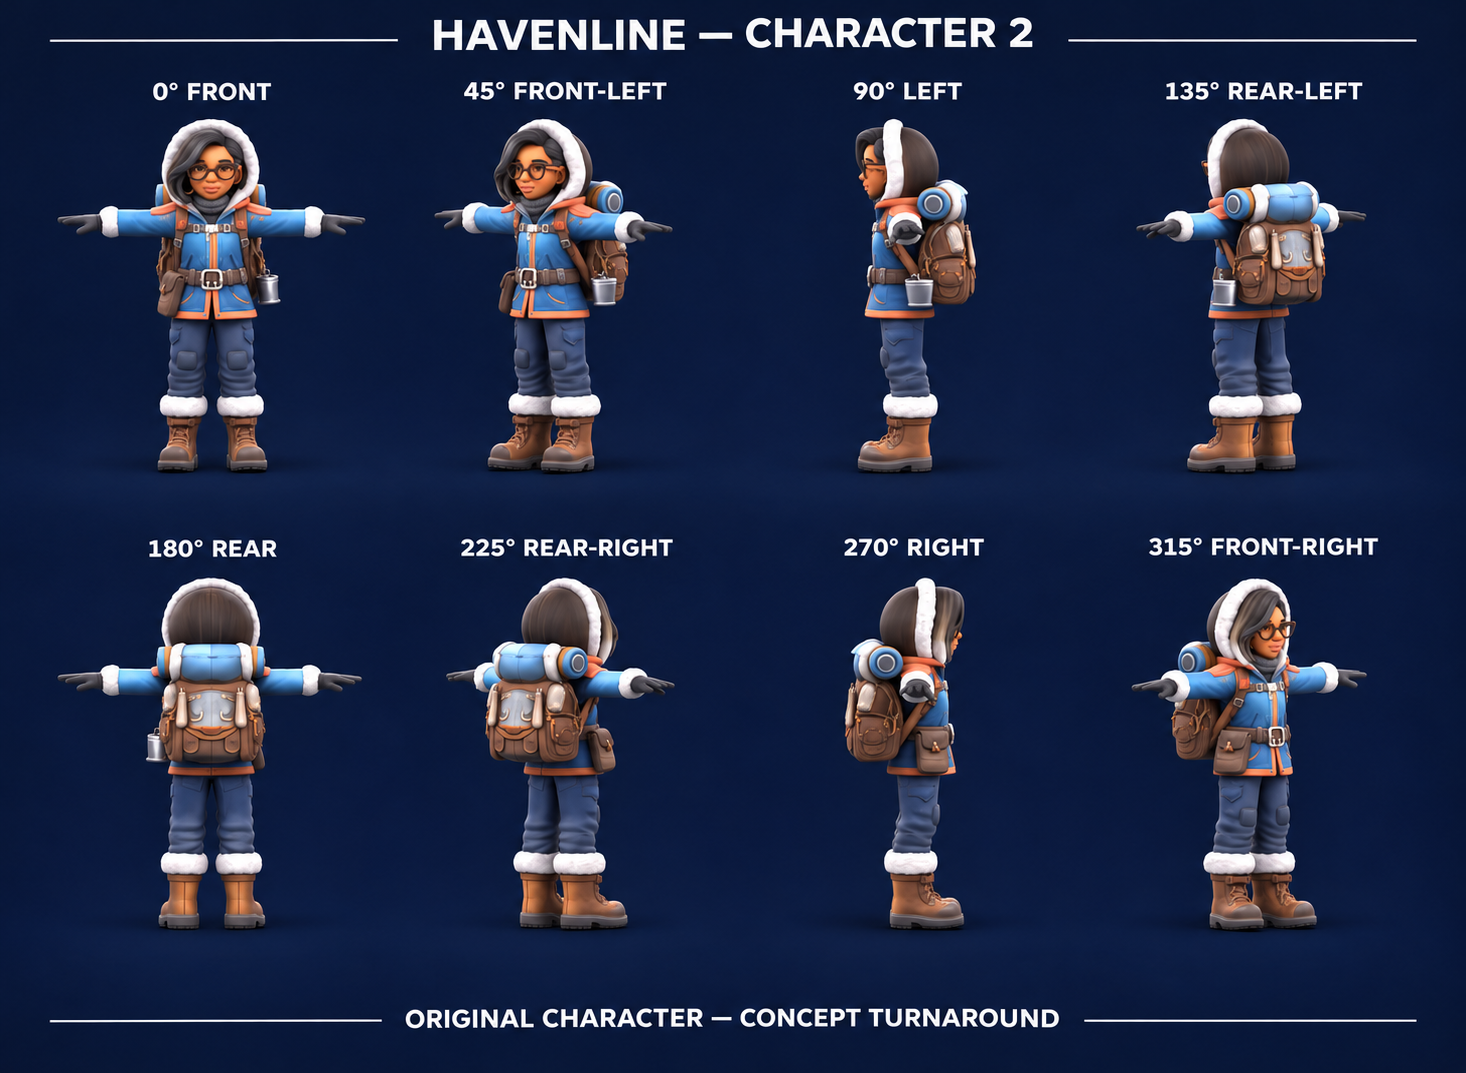 HAVENLINE — CHARACTER 2
0° FRONT
45° FRONT-LEFT
90° LEFT
135° REAR-LEFT
180° REAR
225° REAR-RIGHT
270° RIGHT
315° FRONT-RIGHT
ORIGINAL CHARACTER — CONCEPT TURNAROUND